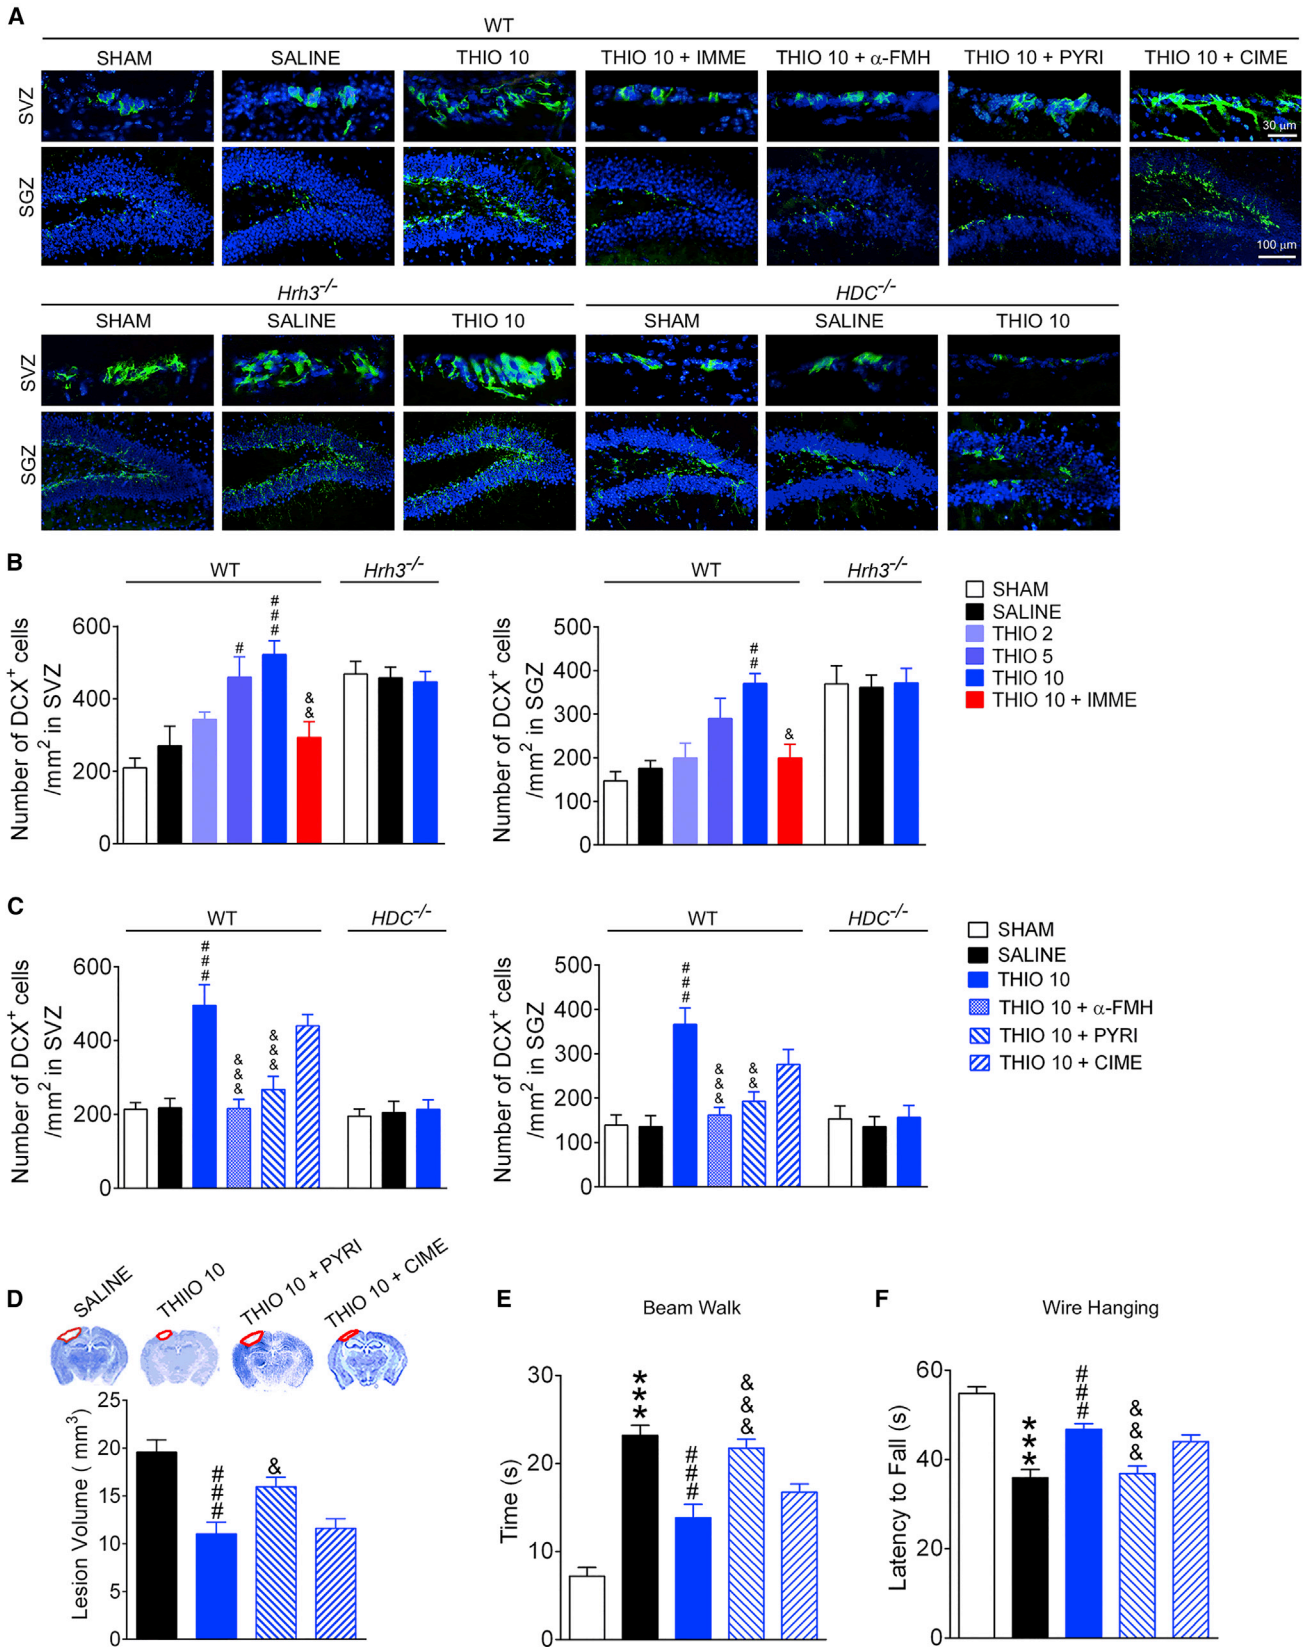 A
WT
SHAM SALINE THIO 10 THIO 10 + IMME THIO 10 + α-FMH THIO 10 + PYRI THIO 10 + CIME
SVZ
30 μm
SGZ
100 μm
Hrh3-/- HDC-/-
SHAM SALINE THIO 10 SHAM SALINE THIO 10
SVZ
SGZ
B
WT Hrh3-/-
Number of DCX+ cells
/mm2 in SVZ
600
400
200
0
#
# # #
& &
WT Hrh3-/-
Number of DCX+ cells
/mm2 in SGZ
500
400
300
200
100
0
# #
&
SHAM
SALINE
THIO 2
THIO 5
THIO 10
THIO 10 + IMME
C
WT HDC-/-
Number of DCX+ cells
/mm2 in SVZ
600
400
200
0
# # #
& & &
& & &
WT HDC-/-
Number of DCX+ cells
/mm2 in SGZ
500
400
300
200
100
0
# # #
& & &
& &
SHAM
SALINE
THIO 10
THIO 10 + α-FMH
THIO 10 + PYRI
THIO 10 + CIME
D
SALINE
THIIO 10
THIO 10 + PYRI
THIO 10 + CIME
Lesion Volume ( mm3)
25
20
15
10
5
0
# # #
&
E
Beam Walk
Time (s)
30
20
10
0
* * *
# # #
& & &
F
Wire Hanging
Latency to Fall (s)
60
40
20
0
* * *
# # #
& & &